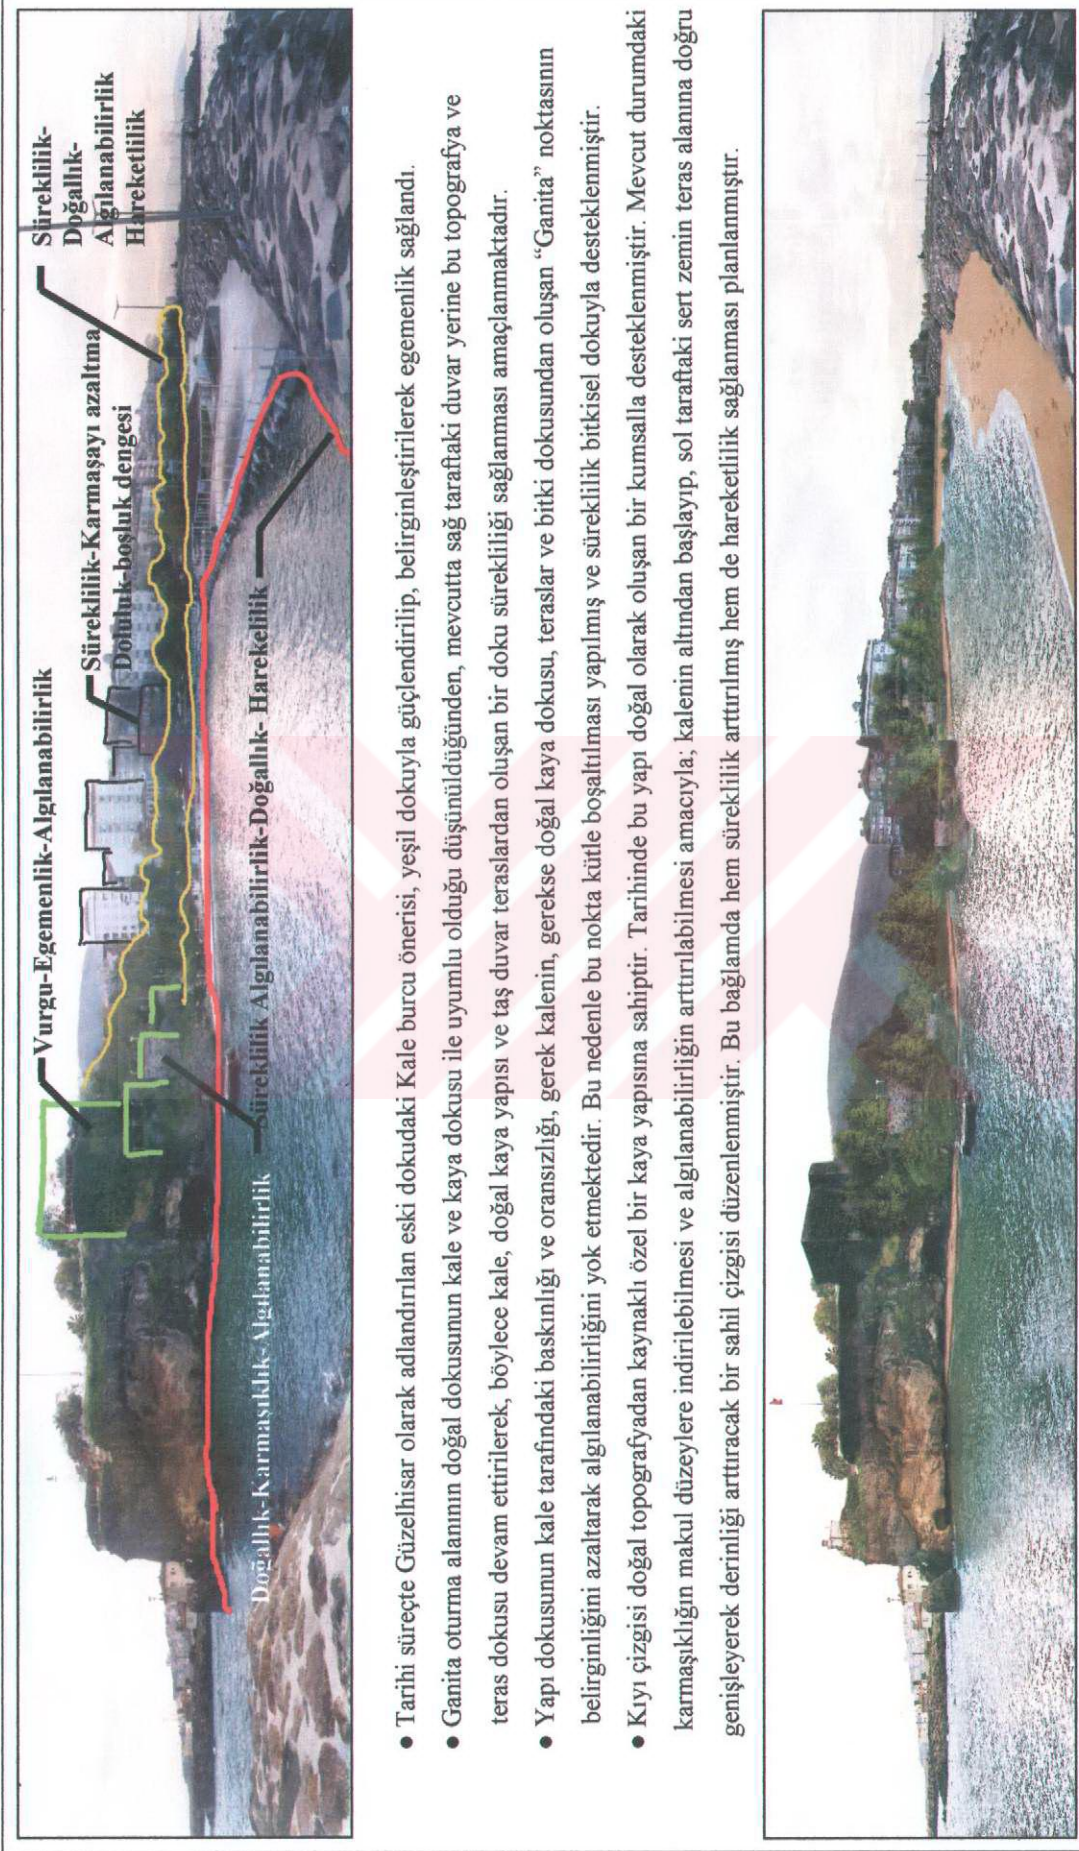 Vurgu-Egemenlik-Algılanabirlirlik
Süreklilik-Karmaşayı azaltma
Doluluk-boşluk dengesi
Süreklilik-
Doğallık-
Algılanabilirlik
Hareketlilik
Doğallık-Karmaşıklık-Algılanabilirlik
Süreklilik Algılanabilirlik-Doğallık- Harekelilik
● Tarihi süreçte Güzelhisar olarak adlandırılan eski dokudaki Kale burcu önerisi, yeşil dokuyla güçlendirilip, belirginleştirilerek egemenlik sağlandı.
● Ganita oturma alanının doğal dokusunun kale ve kaya dokusu ile uyumlu olduğu düşünüldüğünden, mevcutta sağ taraftaki duvar yerine bu topografya ve
teras dokusu devam ettirilerek, böylece kale, doğal kaya yapısı ve taş duvar teraslardan oluşan bir doku sürekliği sağlanması amaçlanmaktadır.
● Yapı dokusunun kale tarafındaki baskınlığı ve oransızlığı, gerek kalenin, gerekse doğal kaya dokusu, teraslar ve bitki dokusundan oluşan “Ganita” noktasının
belirginliğini azaltarak algılanabilirliğini yok etmektedir. Bu nedenle bu nokta kütle boşaltılması yapılmış ve süreklilik bitkisel dokuyla desteklenmiştir.
● Kıyı çizgisi doğal topografyadan kaynaklı özel bir kaya yapısına sahiptir. Tarihinde bu yapı doğal olarak oluşan bir kumsalla desteklenmiştir. Mevcut durumdaki
karmaşıklığın makul düzeylere indirilebilmesi ve algılanabilirliğin arttırılabilmesi amacıyla; kalenin altından başlayıp, sol taraftaki sert zemin teras alanına doğru
genişleyerek derinliği arttıracak bir sahil çizgisi düzenlenmiştir. Bu bağlamda hem süreklilik arttırılmış hem de hareketlilik sağlanması planlanmıştır.